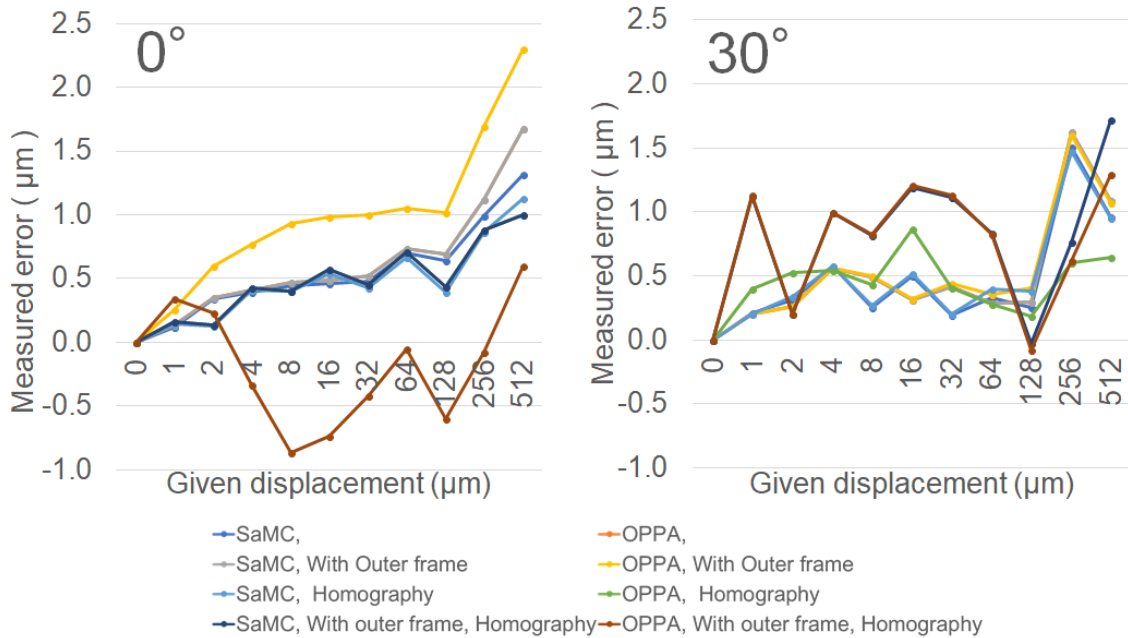 0°
2.5
2.0
1.5
1.0
0.5
0.0
-0.5
-1.0
Measured error ( μm )
0 1 2 4 8 16 32 64 128 256 512
Given displacement (μm)
30°
2.5
2.0
1.5
1.0
0.5
0.0
-0.5
-1.0
Measured error ( μm )
0 1 2 4 8 16 32 64 128 256 512
Given displacement (μm)
SaMC,
OPPA,
SaMC, With Outer frame
OPPA, With Outer frame
SaMC, Homography
OPPA, Homography
SaMC, With outer frame, Homography
OPPA, With outer frame, Homography